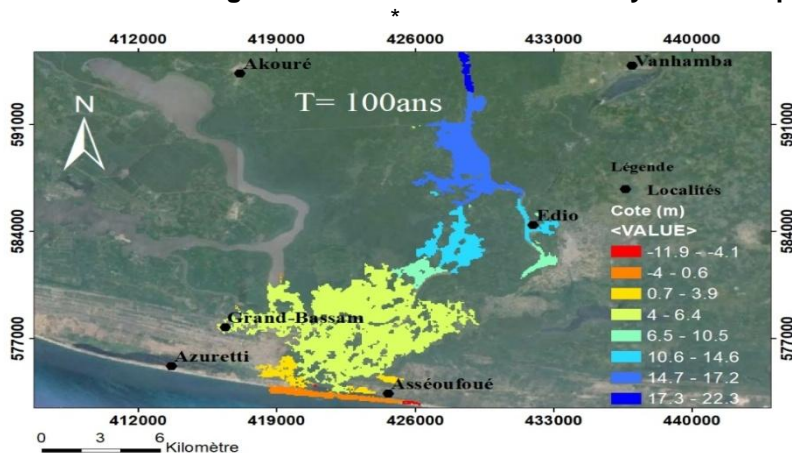 *
412000 419000 426000 433000 440000
Akouré
Vanhamba
N
T= 100ans
591000
591000
Légende
Localités
Edio
Cote (m)
<VALUE>
584000
584000
-11.9 - -4.1
-4 - 0.6
0.7 - 3.9
4 - 6.4
Grand-Bassam
6.5 - 10.5
577000
577000
10.6 - 14.6
Azuretti
14.7 - 17.2
Asséoufoué
17.3 - 22.3
412000 419000 426000 433000 440000
0 3 6
Kilomètre